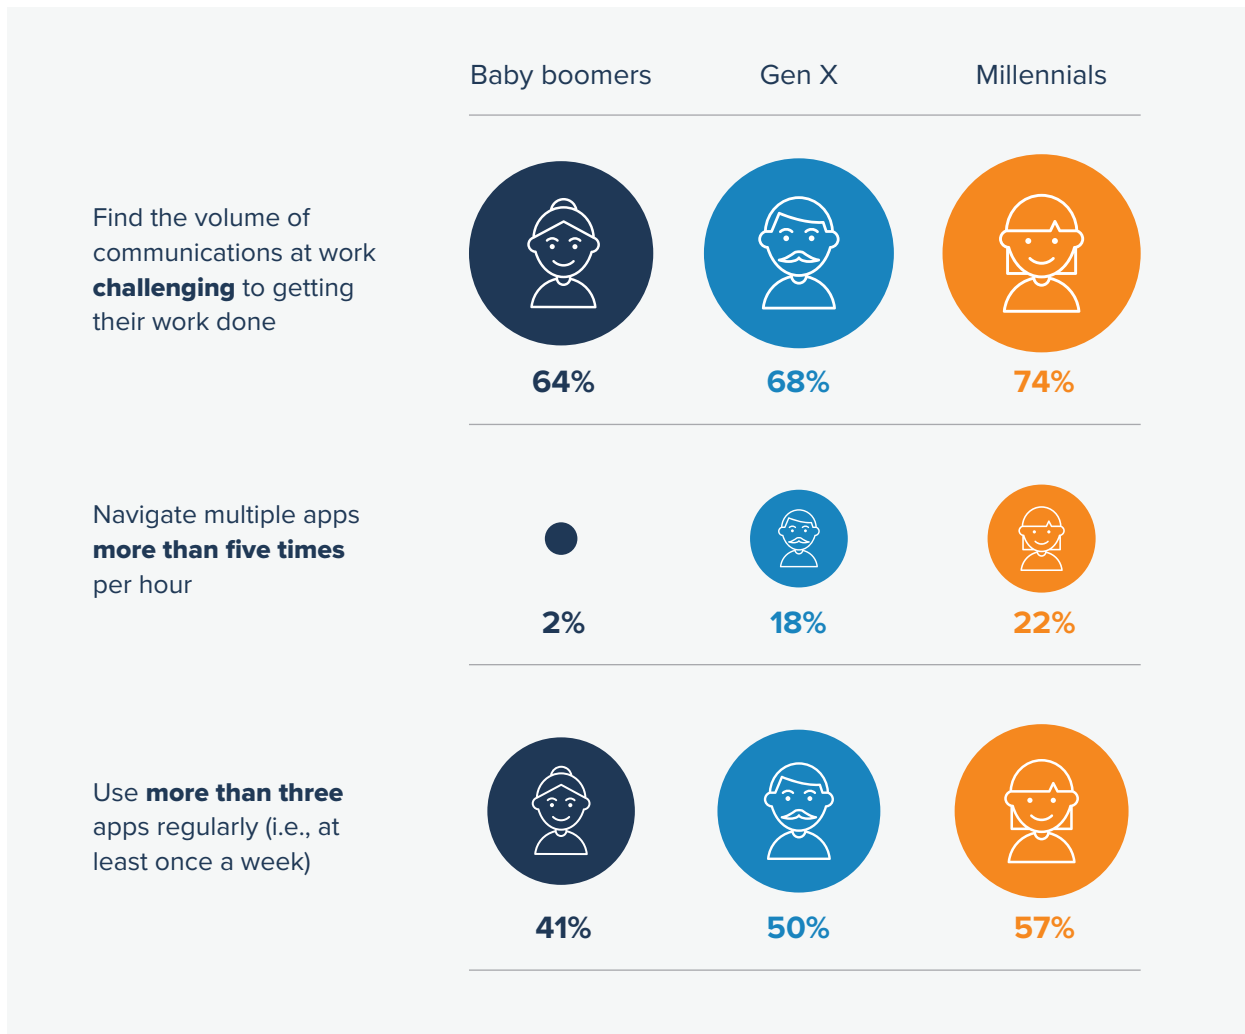 Baby boomers Gen X Millennials
Find the volume of
communications at work
challenging to getting
their work done
64% 68% 74%
Navigate multiple apps
more than five times
per hour
2% 18% 22%
Use more than three
apps regularly (i.e., at
least once a week)
41% 50% 57%